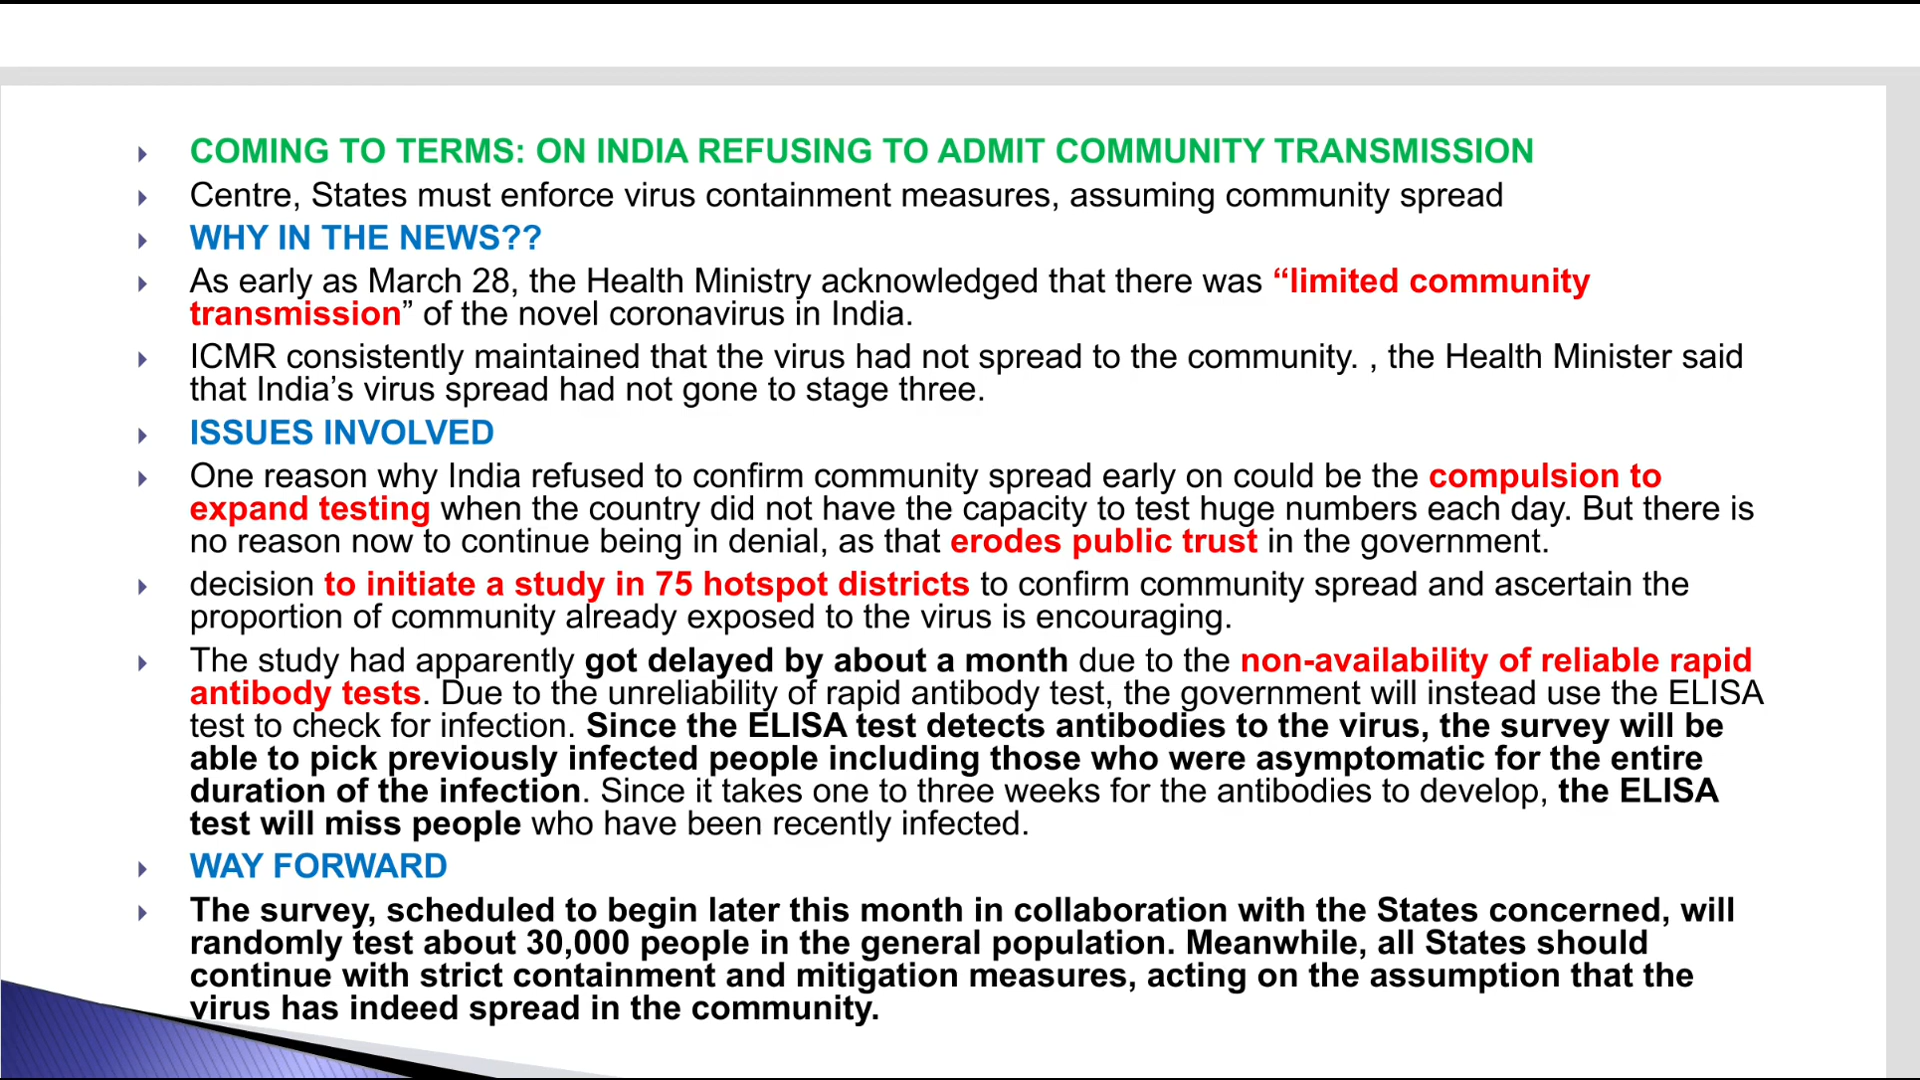 COMING TO TERMS: ON INDIA REFUSING TO ADMIT COMMUNITY TRANSMISSION
Centre, States must enforce virus containment measures, assuming community spread
WHY IN THE NEWS??
As early as March 28, the Health Ministry acknowledged that there was “limited community
transmission” of the novel coronavirus in India.
ICMR consistently maintained that the virus had not spread to the community. , the Health Minister said
that India’s virus spread had not gone to stage three.
ISSUES INVOLVED
One reason why India refused to confirm community spread early on could be the compulsion to
expand testing when the country did not have the capacity to test huge numbers each day. But there is
no reason now to continue being in denial, as that erodes public trust in the government.
decision to initiate a study in 75 hotspot districts to confirm community spread and ascertain the
proportion of community already exposed to the virus is encouraging.
The study had apparently got delayed by about a month due to the non-availability of reliable rapid
antibody tests. Due to the unreliability of rapid antibody test, the government will instead use the ELISA
test to check for infection. Since the ELISA test detects antibodies to the virus, the survey will be
able to pick previously infected people including those who were asymptomatic for the entire
duration of the infection. Since it takes one to three weeks for the antibodies to develop, the ELISA
test will miss people who have been recently infected.
WAY FORWARD
The survey, scheduled to begin later this month in collaboration with the States concerned, will
randomly test about 30,000 people in the general population. Meanwhile, all States should
continue with strict containment and mitigation measures, acting on the assumption that the
virus has indeed spread in the community.